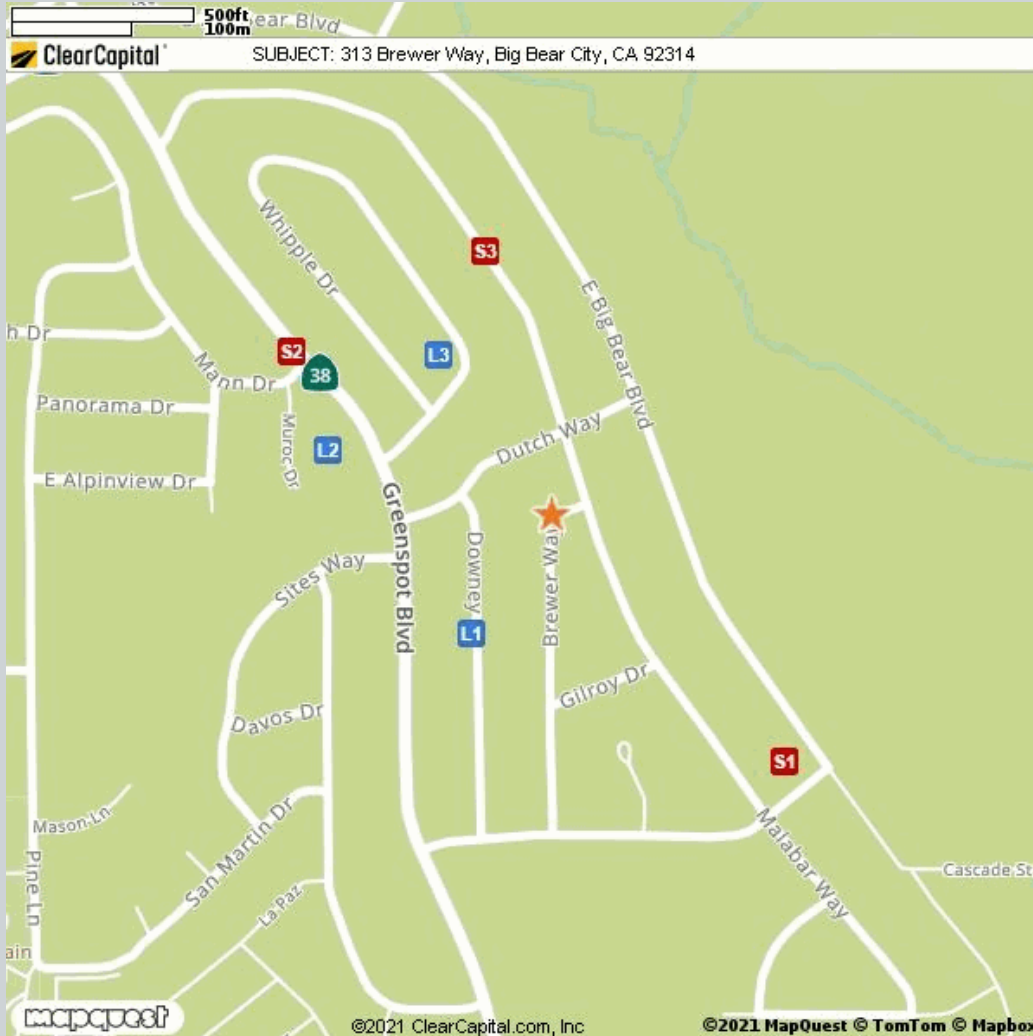 500ft
100m
ear Blvd
ClearCapital
SUBJECT: 313 Brewer Way, Big Bear City, CA 92314
Whipple Dr
S3
E Big Bear Blvd
h Dr
S2
38
L3
Mann Dr
Panorama Dr
Muroc Dr
L2
Dutch Way
E Alpinview Dr
Greenspot Blvd
Downey
Brewer Way
Sites Way
L1
Gilroy Dr
Davos Dr
S1
Mason Ln
San Martin Dr
Malabar Way
Pine Ln
La Paz
Cascade St
ain
mapquest
©2021 ClearCapital.com, Inc
©2021 MapQuest © TomTom © Mapbox